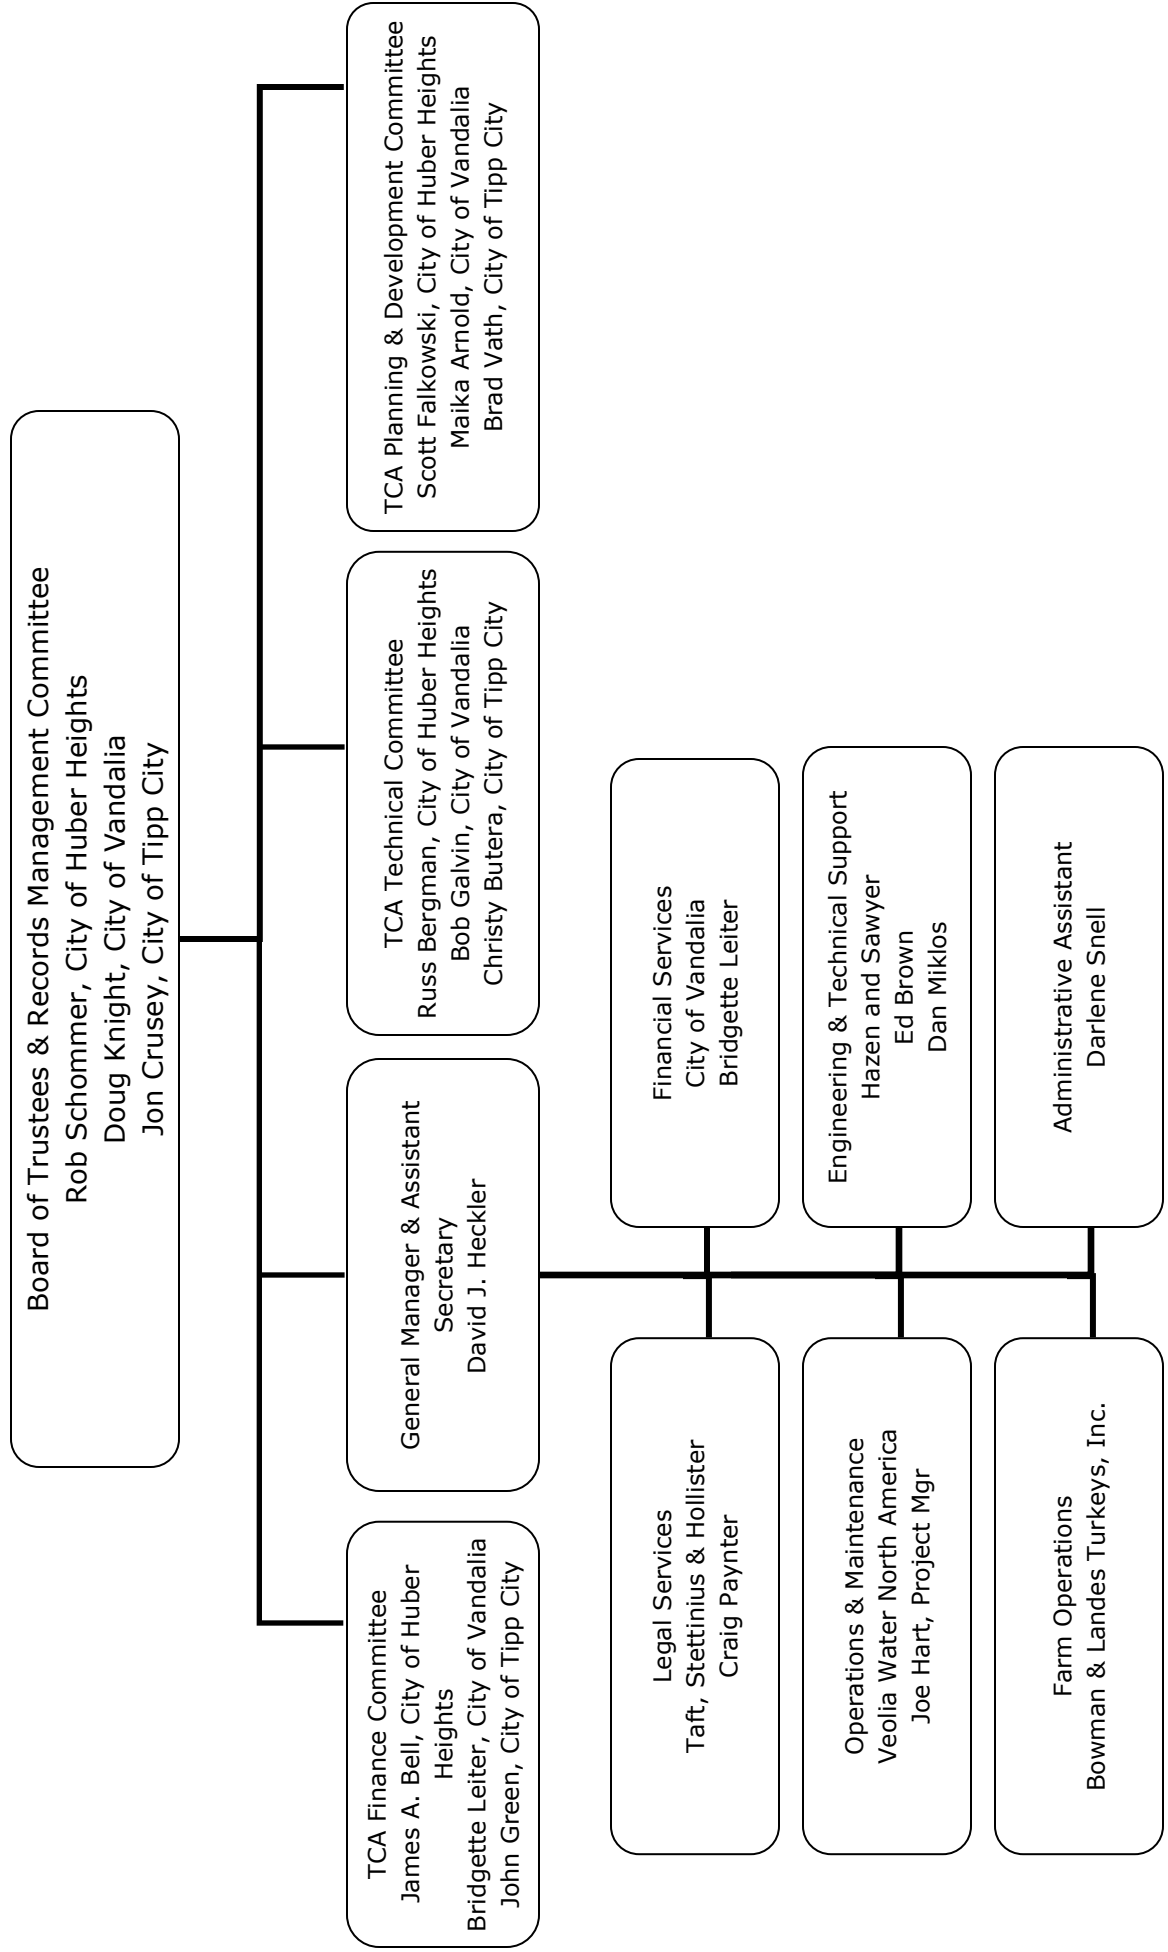 Board of Trustees & Records Management Committee
Rob Schommer, City of Huber Heights
Doug Knight, City of Vandalia
Jon Crusey, City of Tipp City
TCA Finance Committee
James A. Bell, City of Huber
Heights
Bridgette Leiter, City of Vandalia
John Green, City of Tipp City
General Manager & Assistant
Secretary
David J. Heckler
TCA Technical Committee
Russ Bergman, City of Huber Heights
Bob Galvin, City of Vandalia
Christy Butera, City of Tipp City
TCA Planning & Development Committee
Scott Falkowski, City of Huber Heights
Maika Arnold, City of Vandalia
Brad Vath, City of Tipp City
Legal Services
Taft, Stettinius & Hollister
Craig Paynter
Financial Services
City of Vandalia
Bridgette Leiter
Operations & Maintenance
Veolia Water North America
Joe Hart, Project Mgr
Engineering & Technical Support
Hazen and Sawyer
Ed Brown
Dan Miklos
Farm Operations
Bowman & Landes Turkeys, Inc.
Administrative Assistant
Darlene Snell